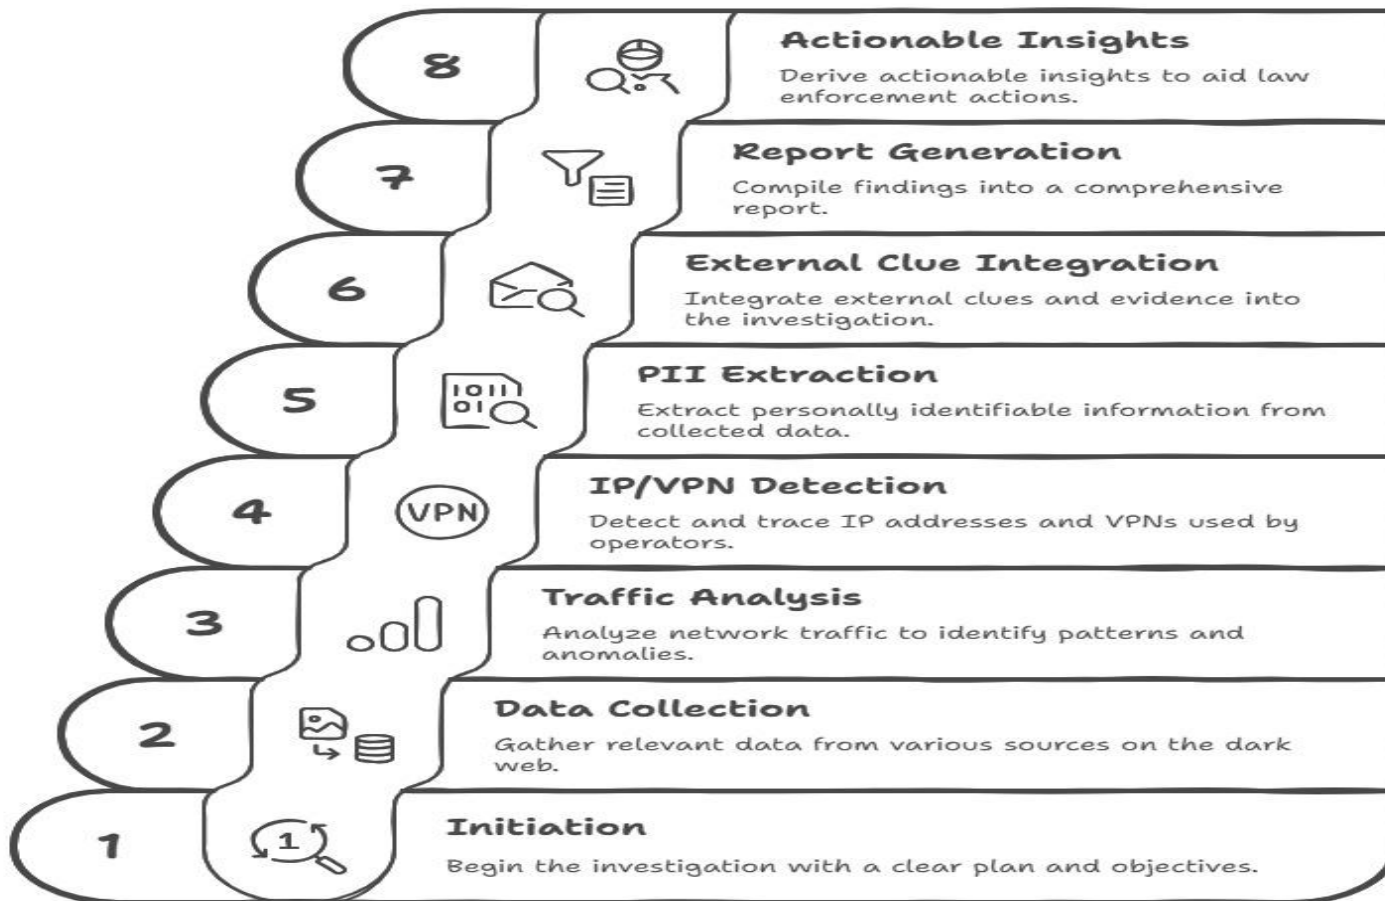 8
Actionable Insights
Derive actionable insights to aid law
enforcement actions.
7
Report Generation
Compile findings into a comprehensive
report.
6
External Clue Integration
Integrate external clues and evidence into
the investigation.
5
1011
01
PII Extraction
Extract personally identifiable information from
collected data.
4
VPN
IP/VPN Detection
Detect and trace IP addresses and VPNs used by
operators.
3
Traffic Analysis
Analyze network traffic to identify patterns and
anomalies.
2
Data Collection
Gather relevant data from various sources on the dark
web.
1
1
Initiation
Begin the investigation with a clear plan and objectives.